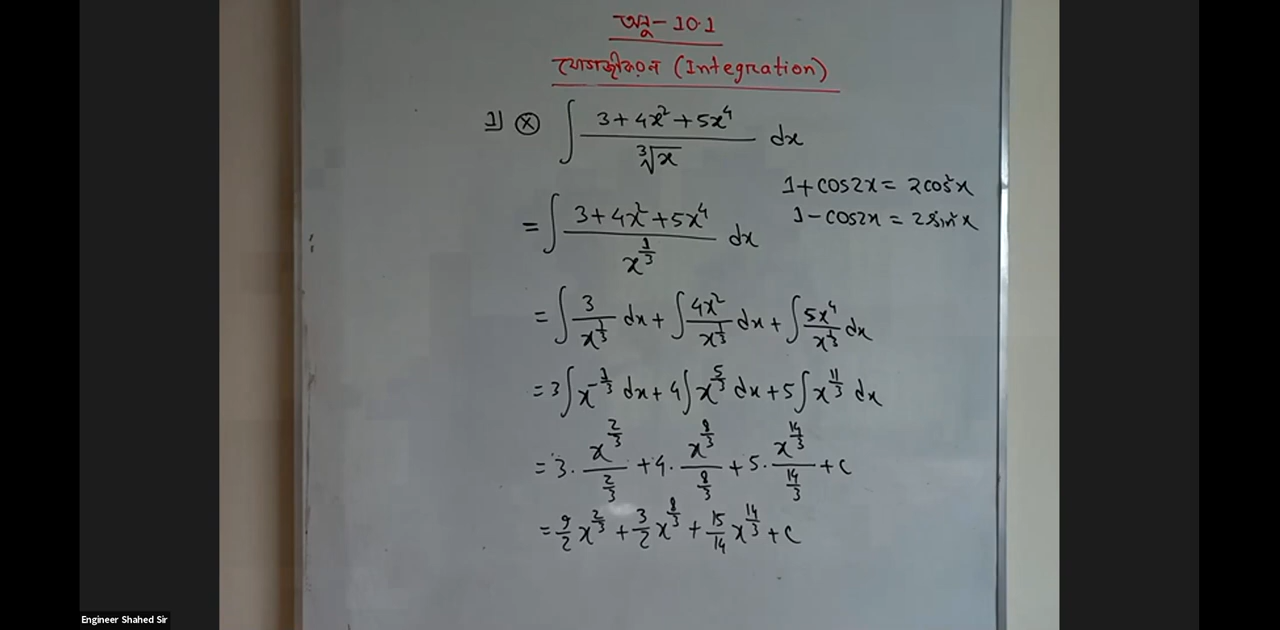 অনু-10.1
যোগজীকরণ (Integration)
1) ⓧ ∫ (3+4x²+5x⁴)/∛x dx
1+cos2x = 2cos²x
1-cos2x = 2sin²x
= ∫ (3+4x²+5x⁴)/x^(1/3) dx
= ∫ 3/x^(1/3) dx + ∫ 4x²/x^(1/3) dx + ∫ 5x⁴/x^(1/3) dx
= 3∫x^(-1/3) dx + 4∫x^(5/3) dx + 5∫x^(11/3) dx
= 3· x^(2/3)/(2/3) + 4· x^(8/3)/(8/3) + 5· x^(14/3)/(14/3) + c
= 9/2 x^(2/3) + 3/2 x^(8/3) + 15/14 x^(14/3) + c
Engineer Shahed Sir